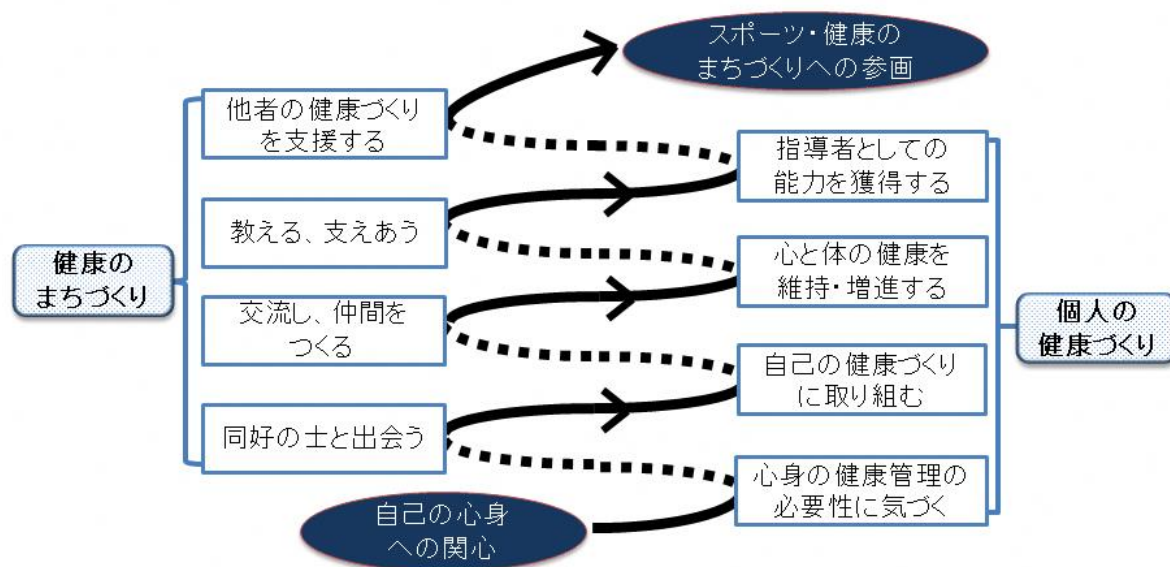 スポーツ・健康の
まちづくりへの参画
他者の健康づくり
を支援する
指導者としての
能力を獲得する
教える、支えあう
心と体の健康を
維持・増進する
健康の
まちづくり
交流し、仲間を
つくる
個人の
健康づくり
自己の健康づくり
に取り組む
同好の士と出会う
心身の健康管理の
必要性に気づく
自己の心身
への関心